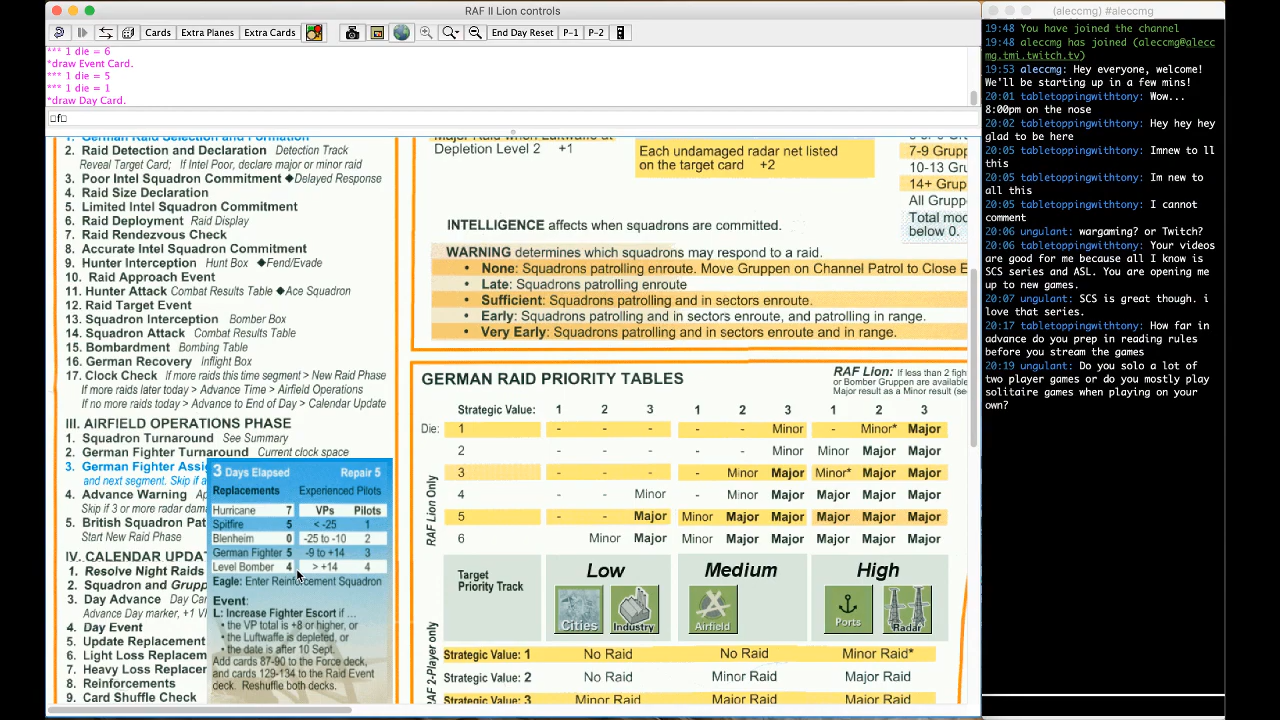 RAF II Lion controls
Cards
Extra Planes
Extra Cards
End Day Reset
P-1
P-2
*** 1 die = 6
*draw Event Card.
*** 1 die = 5
*** 1 die = 1
*draw Day Card.
1. German Raid Selection and Formation
2. Raid Detection and Declaration Detection Track
Reveal Target Card; If Intel Poor, declare major or minor raid
3. Poor Intel Squadron Commitment ◆Delayed Response
4. Raid Size Declaration
5. Limited Intel Squadron Commitment
6. Raid Deployment Raid Display
7. Raid Rendezvous Check
8. Accurate Intel Squadron Commitment
9. Hunter Interception Hunt Box ◆Fend/Evade
10. Raid Approach Event
11. Hunter Attack Combat Results Table ◆Ace Squadron
12. Raid Target Event
13. Squadron Interception Bomber Box
14. Squadron Attack Combat Results Table
15. Bombardment Bombing Table
16. German Recovery Inflight Box
17. Clock Check If more raids this time segment > New Raid Phase
If more raids later today > Advance Time > Airfield Operations
If no more raids today > Advance to End of Day > Calendar Update
III. AIRFIELD OPERATIONS PHASE
1. Squadron Turnaround See Summary
2. German Fighter Turnaround Current clock space
3. German Fighter Assig
and next segment. Skip if a
4. Advance Warning
Skip if 3 or more radar dam
5. British Squadron Pat
Start New Raid Phase
IV. CALENDAR UPDAT
1. Resolve Night Raids
2. Squadron and Grupp
3. Day Advance Day Car
Advance Day marker, +1 VP
4. Day Event
5. Update Replacement
6. Light Loss Replacem
7. Heavy Loss Replacem
8. Reinforcements
9. Card Shuffle Check
3 Days Elapsed Repair 5
Replacements Experienced Pilots
Hurricane 7 VPs Pilots
Spitfire 5 < -25 1
Blenheim 0 -25 to -10 2
German Fighter 5 -9 to +14 3
Level Bomber 4 > +14 4
Eagle: Enter Reinforcement Squadron
Event:
L: Increase Fighter Escort if ...
• the VP total is +8 or higher, or
• the Luftwaffe is depleted, or
• the date is after 10 Sept.
Add cards 87-90 to the Force deck,
and cards 129-134 to the Raid Event
deck. Reshuffle both decks.
Major Raid when Luftwaffe at
Depletion Level 2 +1
Each undamaged radar net listed
on the target card +2
7-9 Grupp
10-13 Gru
14+ Grup
All Grupp
Total mod
below 0.
INTELLIGENCE affects when squadrons are committed.
WARNING determines which squadrons may respond to a raid.
• None: Squadrons patrolling enroute. Move Gruppen on Channel Patrol to Close E
• Late: Squadrons patrolling enroute
• Sufficient: Squadrons patrolling and in sectors enroute.
• Early: Squadrons patrolling and in sectors enroute, and patrolling in range.
• Very Early: Squadrons patrolling and in sectors enroute and in range.
GERMAN RAID PRIORITY TABLES
RAF Lion: If less than 2 figh
or Bomber Gruppen are available
Major result as a Minor result (se
Strategic Value: 1 2 3 1 2 3 1 2 3
Die: 1 - - - - - Minor - Minor* Major
2 - - - - - Minor Minor Major Major
3 - - - - Minor Major Minor* Major Major
4 - - Minor - Minor Major Major Major Major
5 - - Major Minor Major Major Major Major Major
6 - Minor Major Minor Minor Major Major Major Major
RAF Lion Only
Target
Priority Track
Low
Medium
High
Cities
Industry
Airfield
Ports
Radar
RAF 2-Player only
Strategic Value: 1 No Raid No Raid Minor Raid*
Strategic Value: 2 No Raid Minor Raid Major Raid
Strategic Value: 3 Minor Raid Major Raid Major Raid
(aleccmg) #aleccmg
19:48 You have joined the channel
19:48 aleccmg has joined (aleccmg@alecc
mg.tmi.twitch.tv)
19:53 aleccmg: Hey everyone, welcome!
We'll be starting up in a few mins!
20:01 tabletoppingwithtony: Wow...
8:00pm on the nose
20:02 tabletoppingwithtony: Hey hey hey
glad to be here
20:05 tabletoppingwithtony: Imnew to ll
this
20:05 tabletoppingwithtony: Im new to
all this
20:05 tabletoppingwithtony: I cannot
comment
20:06 ungulant: wargaming? or Twitch?
20:06 tabletoppingwithtony: Your videos
are good for me because all I know is
SCS series and ASL. You are opening me
up to new games.
20:07 ungulant: SCS is great though. i
love that series.
20:17 tabletoppingwithtony: How far in
advance do you prep in reading rules
before you stream the games
20:19 ungulant: Do you solo a lot of
two player games or do you mostly play
solitaire games when playing on your
own?